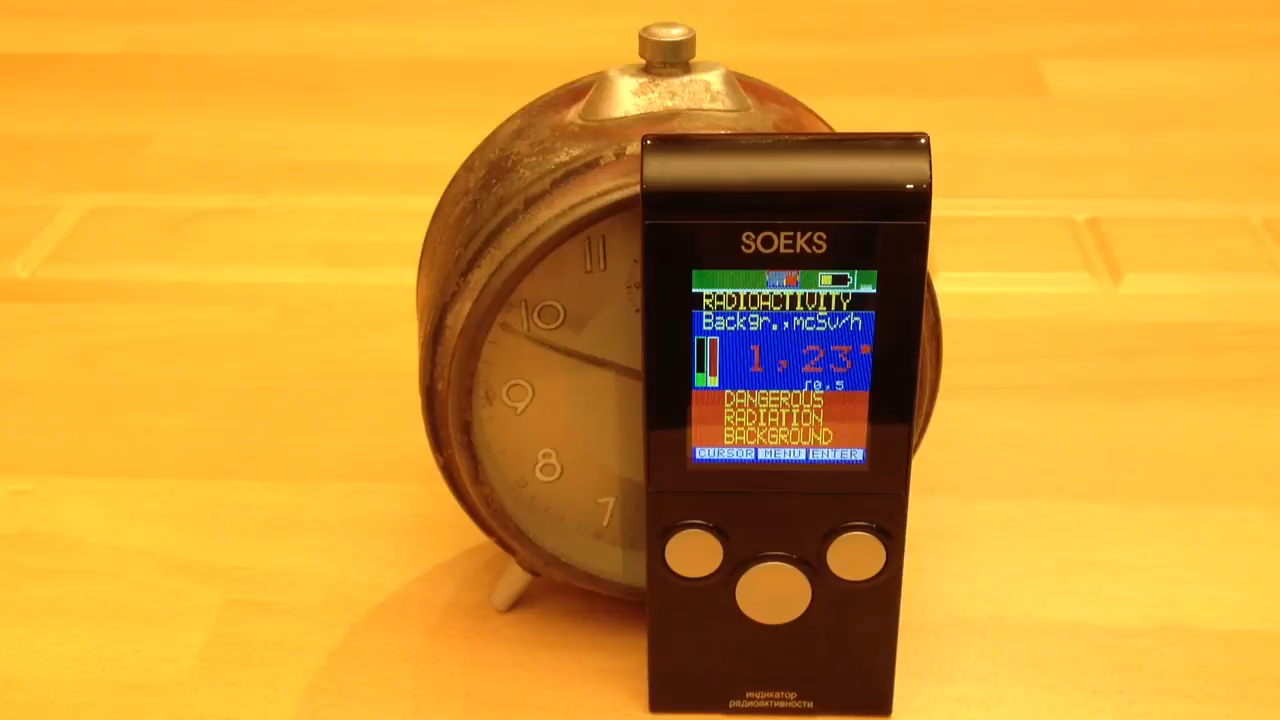 11
10
9
8
7
SOEKS
RADIOACTIVITY
Backgr.,mcSv/h
1,23
0,5
DANGEROUS
RADIATION
BACKGROUND
CURSOR MENU ENTER
индикатор
радиоактивности